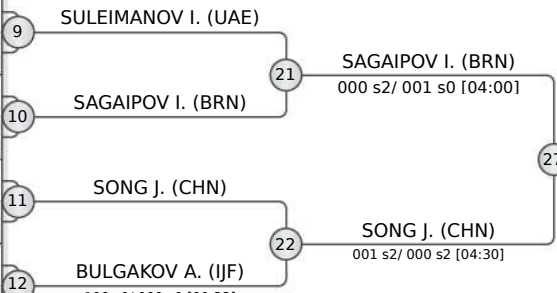 9
SULEIMANOV I. (UAE)
21
SAGAIPOV I. (BRN)
000 s2/ 001 s0 [04:00]
10
SAGAIPOV I. (BRN)
27
11
SONG J. (CHN)
22
SONG J. (CHN)
001 s2/ 000 s2 [04:30]
12
BULGAKOV A. (IJF)